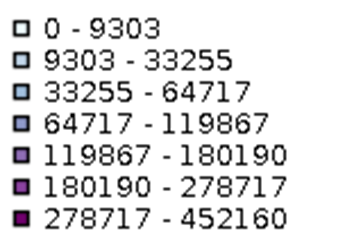 0 - 9303
9303 - 33255
33255 - 64717
64717 - 119867
119867 - 180190
180190 - 278717
278717 - 452160